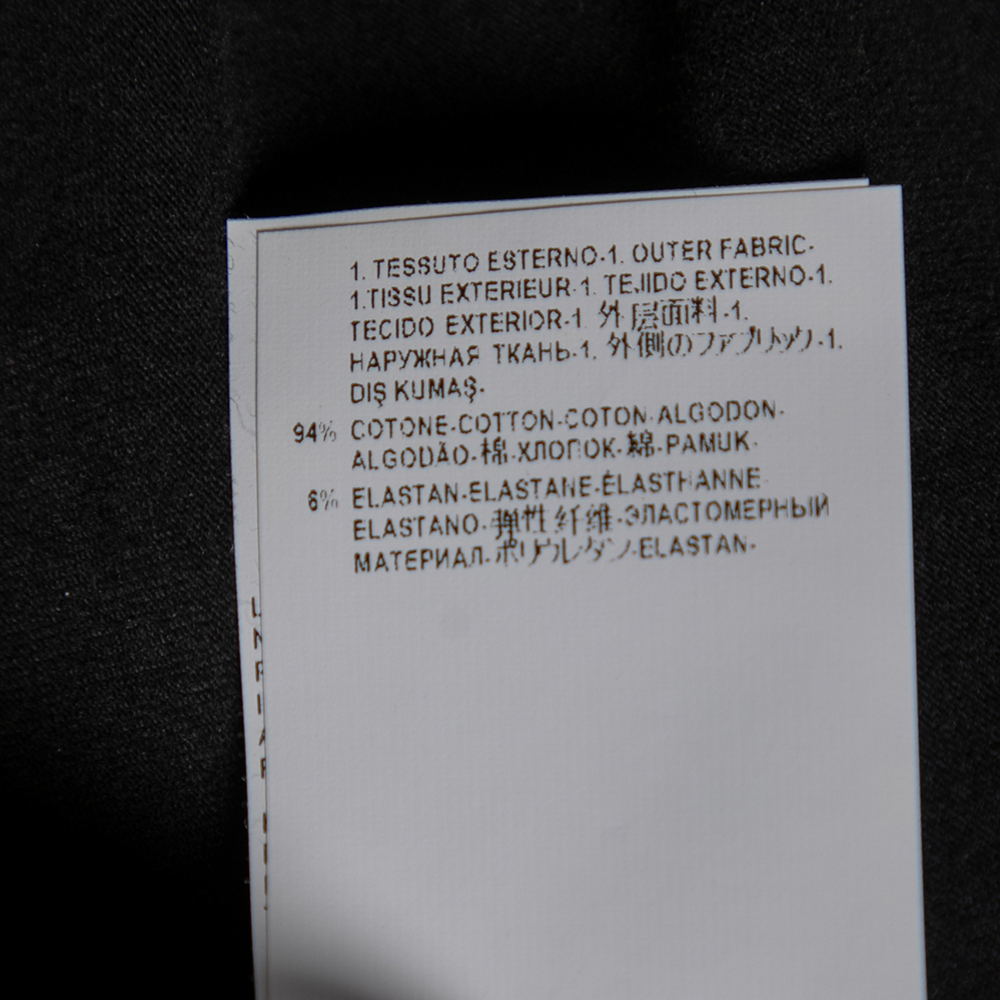 1. TESSUTO ESTERNO-1. OUTER FABRIC-
1.TISSU EXTERIEUR-1. TEJIDO EXTERNO-1.
TECIDO EXTERIOR-1. 外层面料-1.
НАРУЖНАЯ ТКАНЬ-1. 外側のファブリック-1.
DIŞ KUMAŞ-
94% COTONE-COTTON-COTON-ALGODON-
ALGODÃO-棉-ХЛОПОК-綿-PAMUK-
6% ELASTAN-ELASTANE-ÉLASTHANNE
ELASTANO-弹性纤维-ЭЛАСТОМЕРНЫЙ
МАТЕРИАЛ-ポリウレタン-ELASTAN-